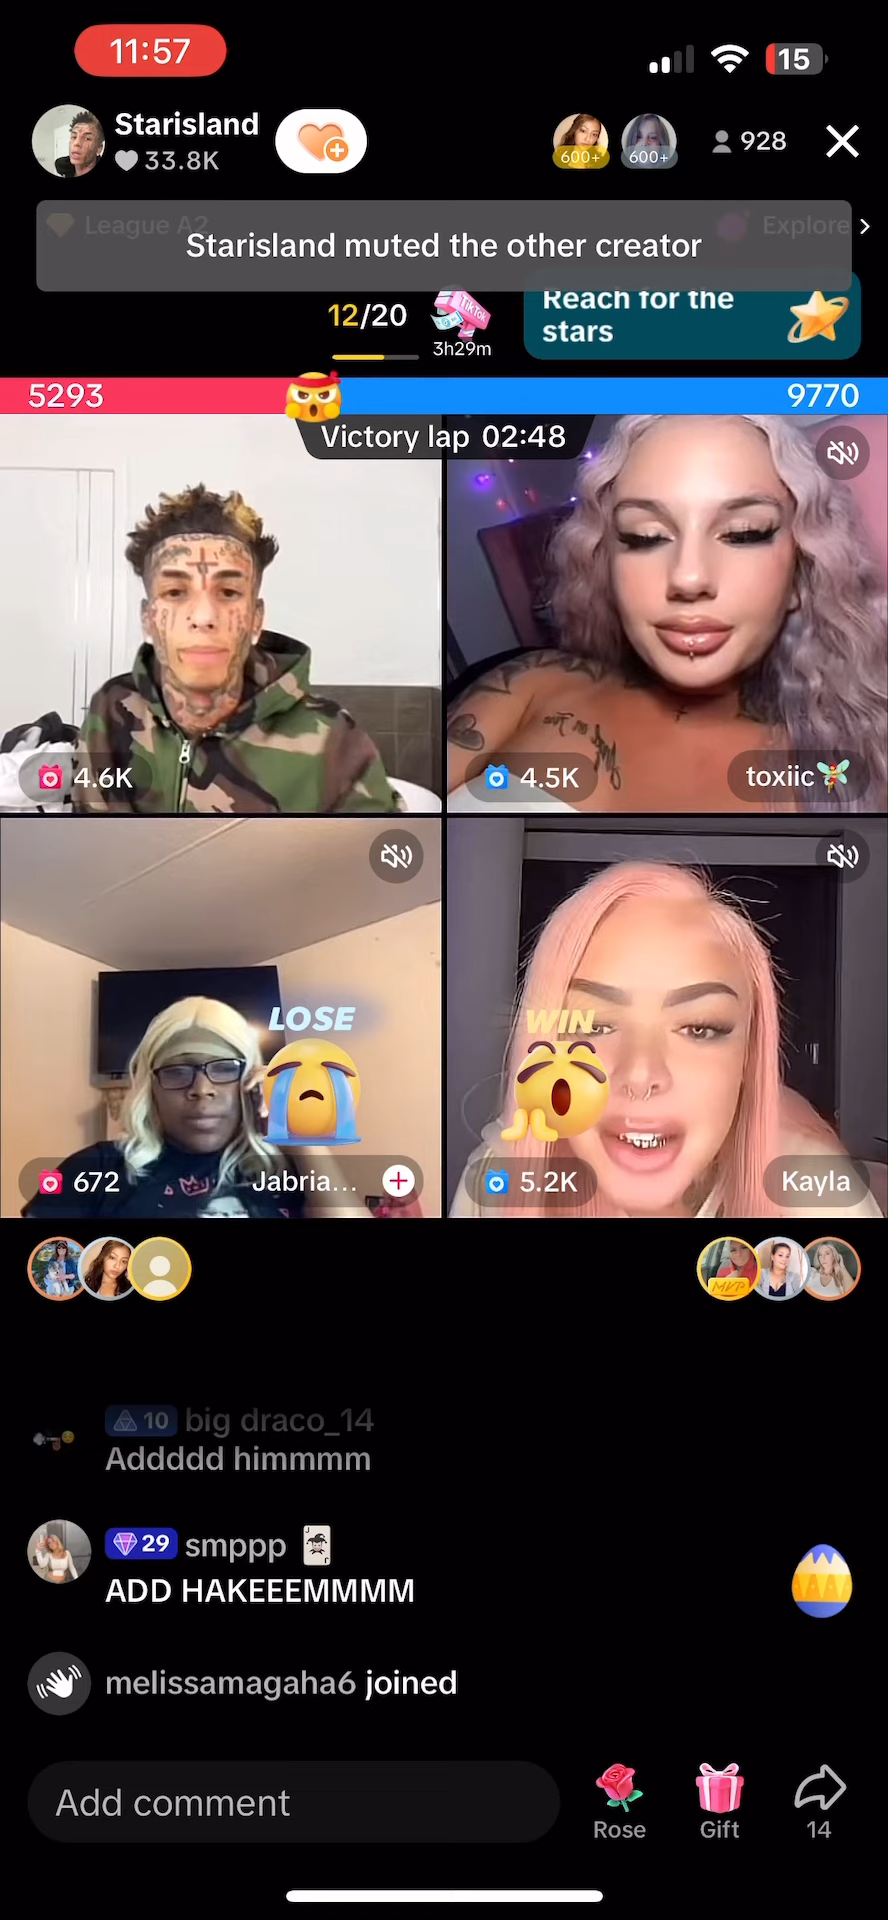 11:57
15
Starisland
33.8K
600+
600+
928
League A2
Explore
Starisland muted the other creator
12/20
TikTok
3h29m
Reach for the
stars
5293
9770
Victory lap 02:48
4.6K
4.5K
toxiic
LOSE
WIN
672
Jabria...
5.2K
Kayla
MVP
10 big draco_14
Addddd himmmm
29 smppp
ADD HAKEEEMMMM
melissamagaha6 joined
Add comment
Rose
Gift
14